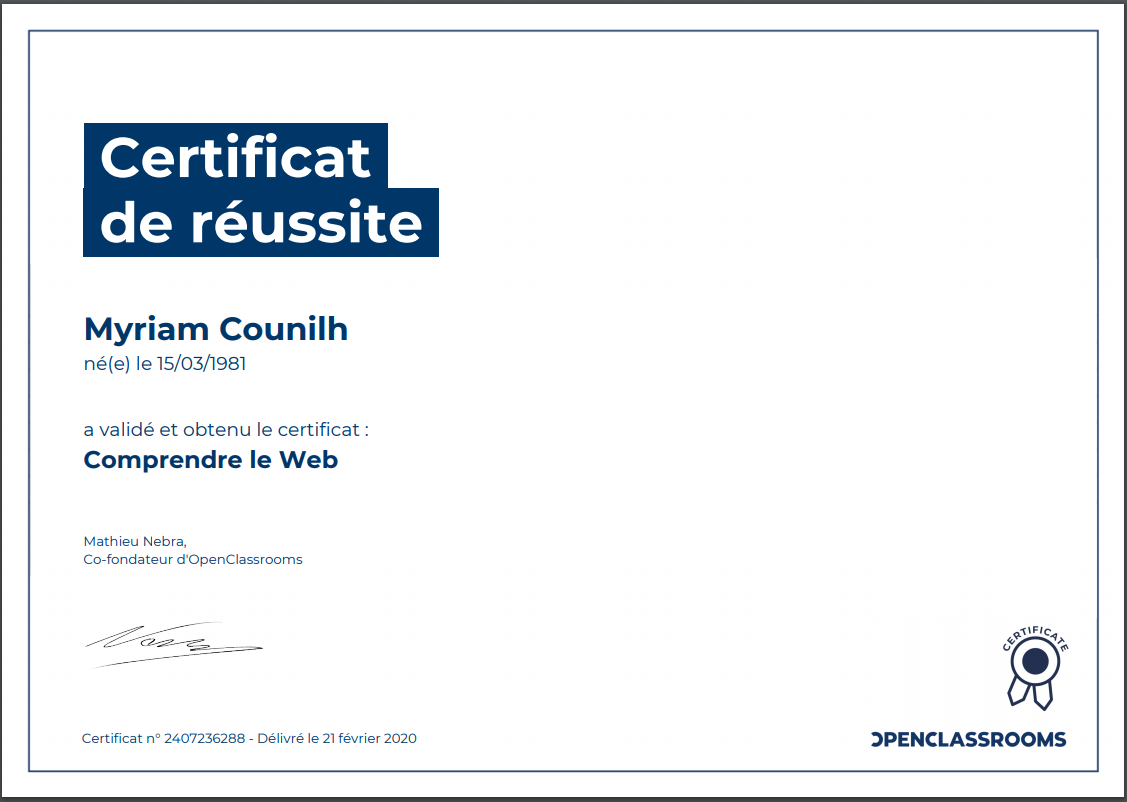 Certificat
de réussite
Myriam Counilh
né(e) le 15/03/1981
a validé et obtenu le certificat :
Comprendre le Web
Mathieu Nebra,
Co-fondateur d'OpenClassrooms
CERTIFICATE
Certificat n° 2407236288 - Délivré le 21 février 2020
OPENCLASSROOMS